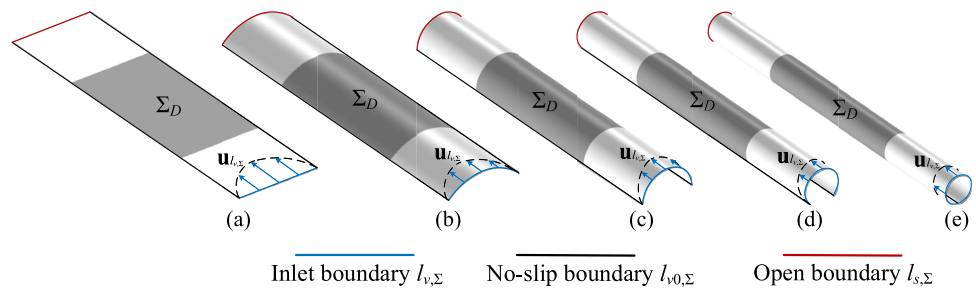 Σ_D Σ_D Σ_D Σ_D Σ_D
u_{l_{v,Σ}} u_{l_{v,Σ}} u_{l_{v,Σ}} u_{l_{v,Σ}} u_{l_{v,Σ}}
(a) (b) (c) (d) (e)
Inlet boundary l_{v,Σ} No-slip boundary l_{v0,Σ} Open boundary l_{s,Σ}